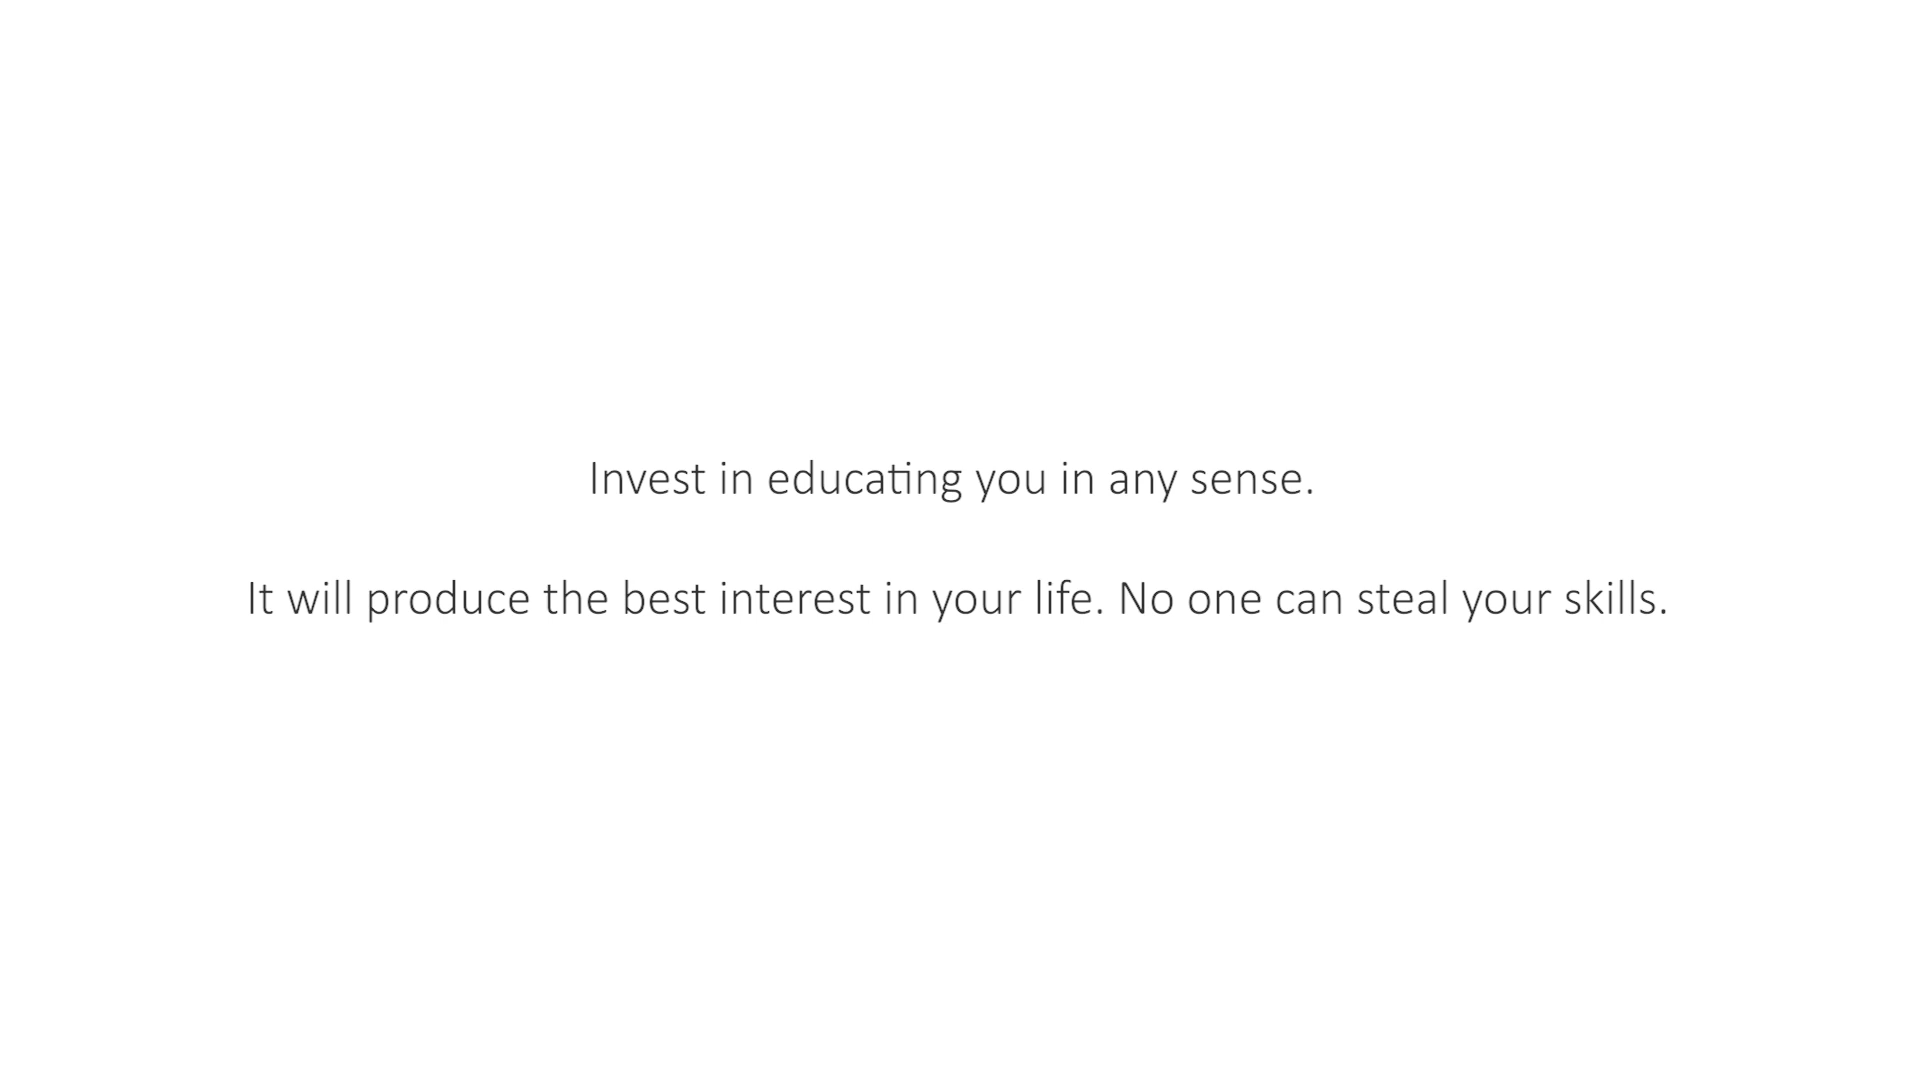 Invest in educating you in any sense.
It will produce the best interest in your life. No one can steal your skills.